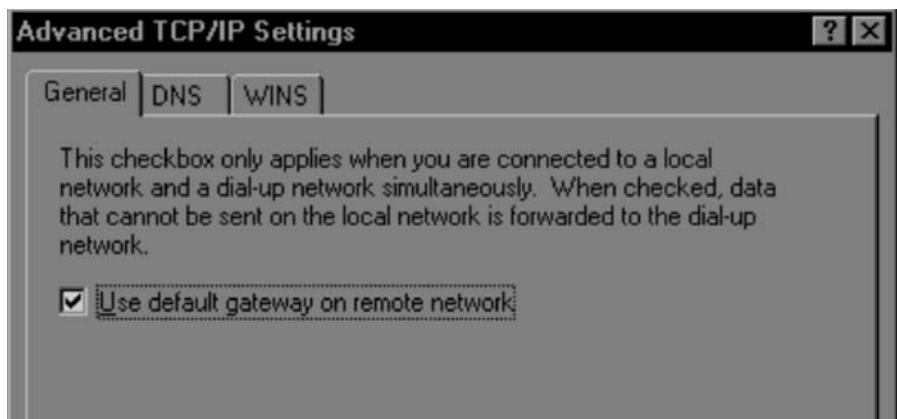 Advanced TCP/IP Settings
General DNS WINS
This checkbox only applies when you are connected to a local
network and a dial-up network simultaneously. When checked, data
that cannot be sent on the local network is forwarded to the dial-up
network.
Use default gateway on remote network